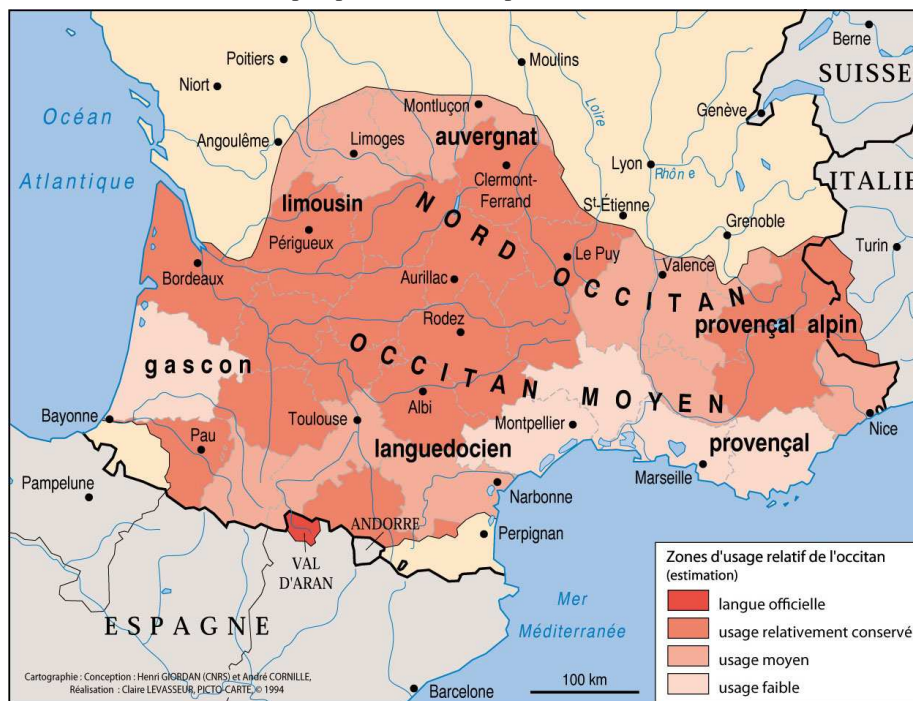 Poitiers
Moulins
Berne
Niort
SUISSE
Océan
Atlantique
Montluçon
Loire
Genève
Angoulême
Limoges
auvergnat
Lyon
Rhône
Clermont-
Ferrand
ITALIE
limousin
NORD OCCITAN
St-Étienne
Grenoble
Périgueux
Turin
Le Puy
Bordeaux
Aurillac
Valence
provençal alpin
Rodez
OCCITAN MOYEN
gascon
Albi
Bayonne
Toulouse
Montpellier
Nice
Pau
languedocien
provençal
Marseille
Pampelune
Narbonne
ANDORRE
Perpignan
VAL
D'ARAN
ESPAGNE
Mer
Méditerranée
Barcelone
100 km
Zones d'usage relatif de l'occitan
(estimation)
langue officielle
usage relativement conservé
usage moyen
usage faible
Cartographie : Conception : Henri GIORDAN (CNRS) et André CORNILLE,
Réalisation : Claire LEVASSEUR, PICTO-CARTE, © 1994